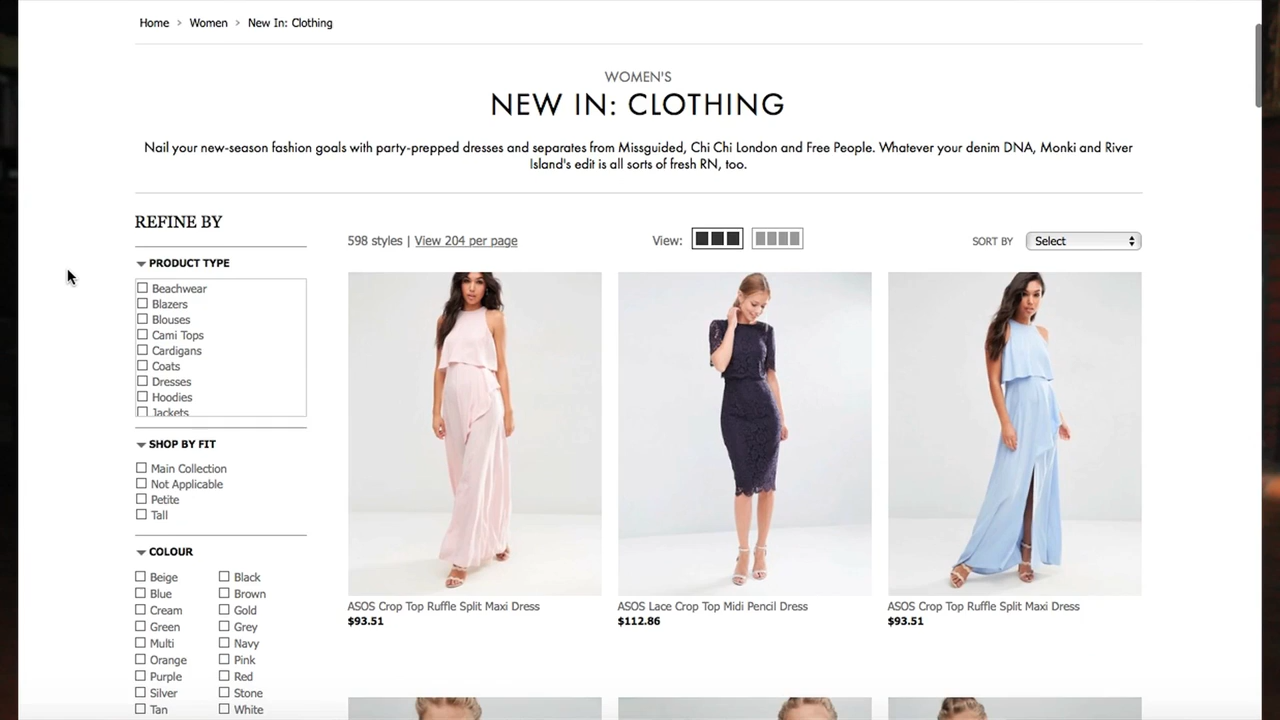 Home > Women > New In: Clothing
WOMEN'S
NEW IN: CLOTHING
Nail your new-season fashion goals with party-prepped dresses and separates from Missguided, Chi Chi London and Free People. Whatever your denim DNA, Monki and River
Island's edit is all sorts of fresh RN, too.
REFINE BY
598 styles | View 204 per page
View:
SORT BY
Select
PRODUCT TYPE
Beachwear
Blazers
Blouses
Cami Tops
Cardigans
Coats
Dresses
Hoodies
Jackets
SHOP BY FIT
Main Collection
Not Applicable
Petite
Tall
COLOUR
Beige Black
Blue Brown
Cream Gold
Green Grey
Multi Navy
Orange Pink
Purple Red
Silver Stone
Tan White
ASOS Crop Top Ruffle Split Maxi Dress
$93.51
ASOS Lace Crop Top Midi Pencil Dress
$112.86
ASOS Crop Top Ruffle Split Maxi Dress
$93.51